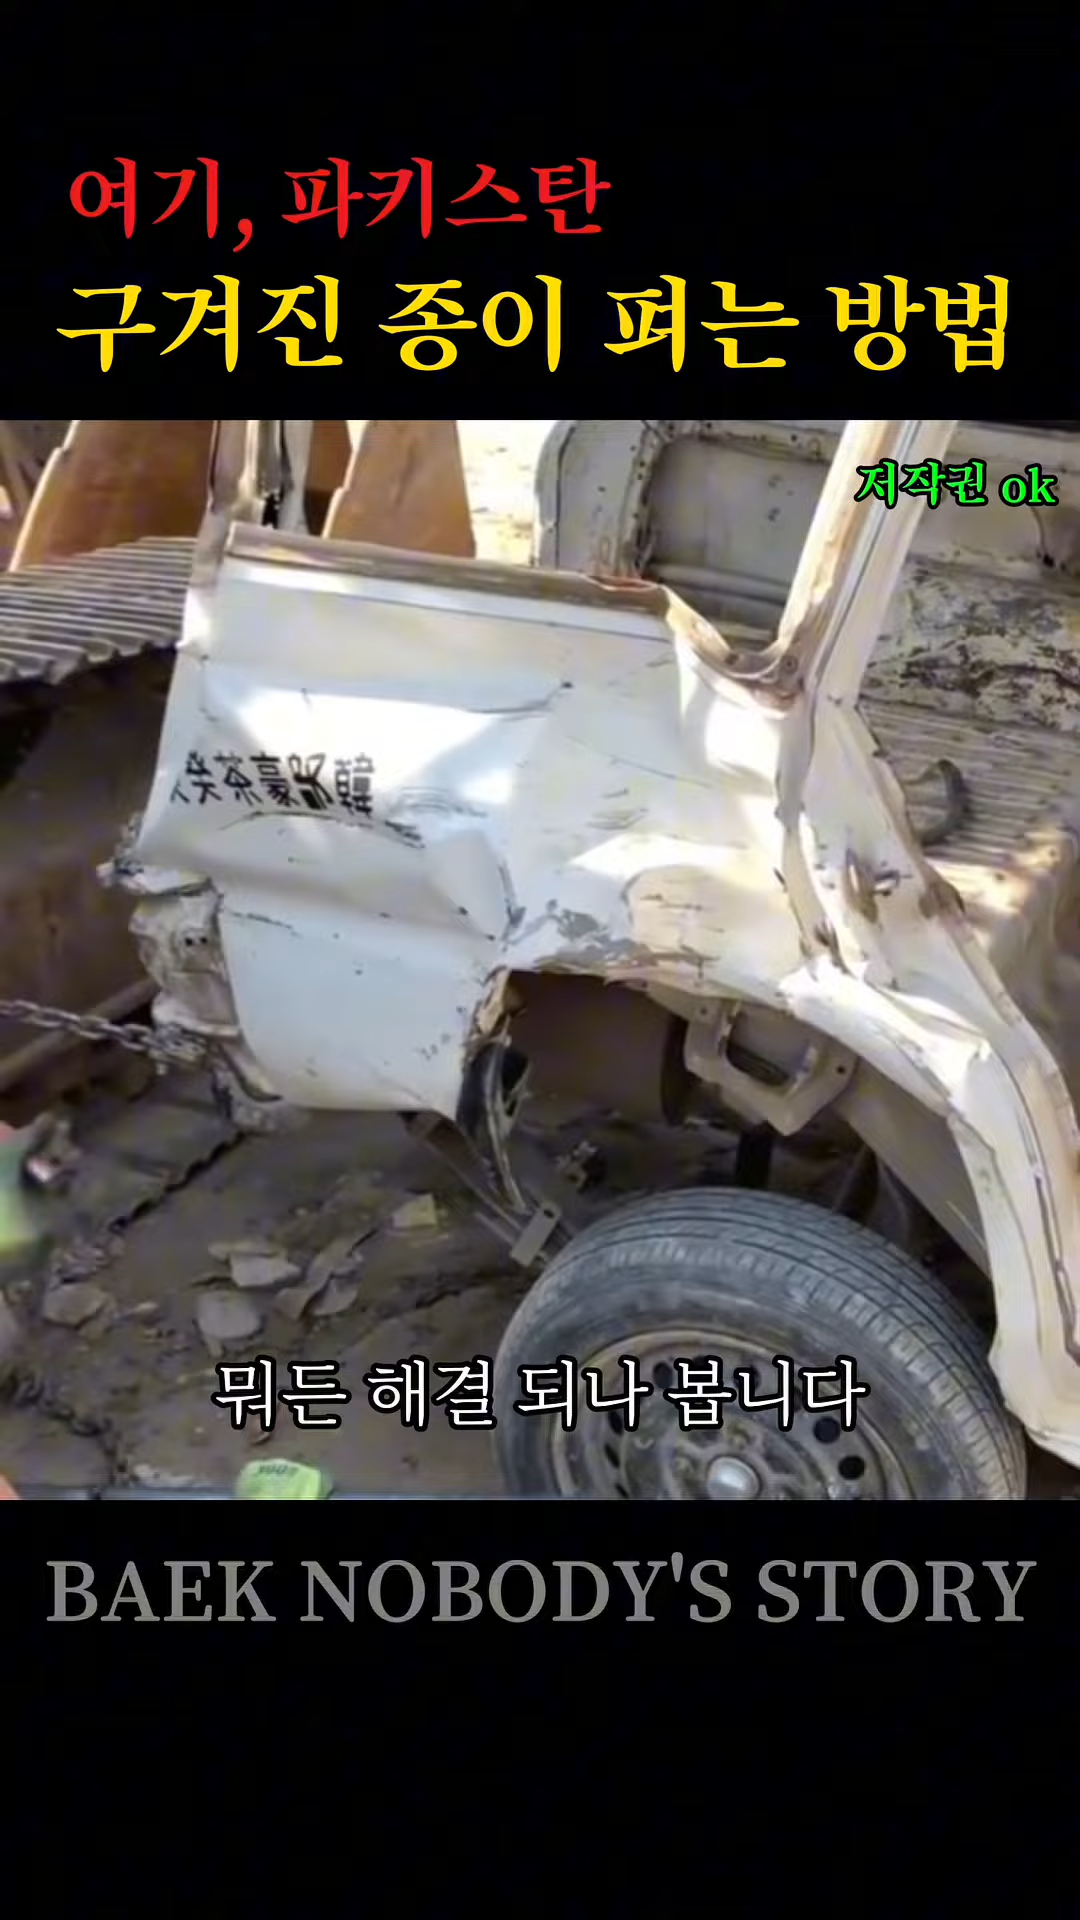 여기, 파키스탄
구겨진 종이 펴는 방법
저작권 ok
뭐든 해결 되나 봅니다
BAEK NOBODY'S STORY